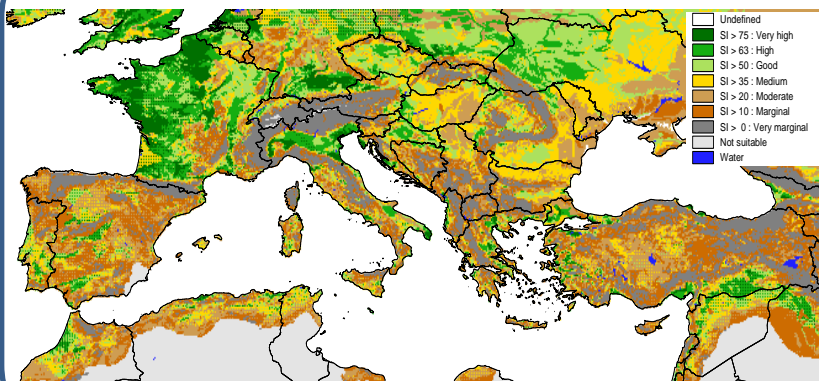 Undefined
SI > 75 : Very high
SI > 63 : High
SI > 50 : Good
SI > 35 : Medium
SI > 20 : Moderate
SI > 10 : Marginal
SI > 0 : Very marginal
Not suitable
Water